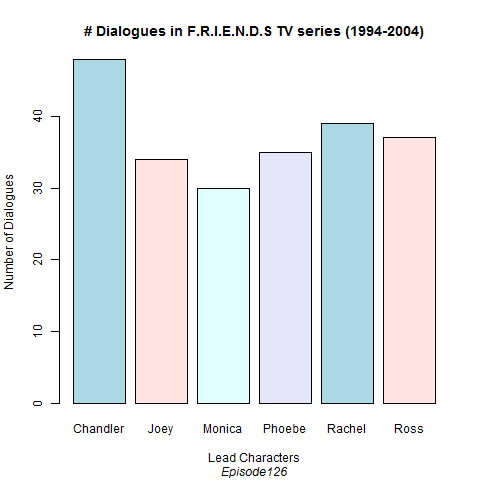 # Dialogues in F.R.I.E.N.D.S TV series (1994-2004)
Number of Dialogues
40
30
20
10
0
Chandler Joey Monica Phoebe Rachel Ross
Lead Characters
Episode126